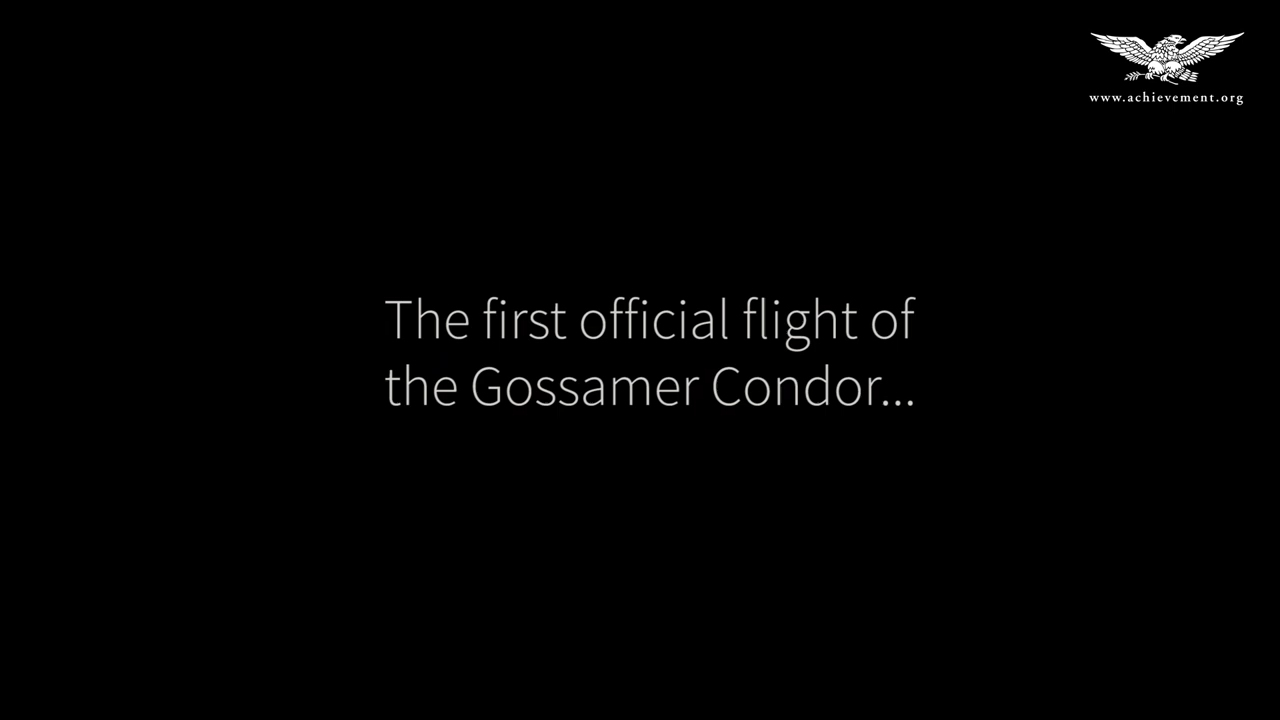 www.achievement.org
The first official flight of
the Gossamer Condor...